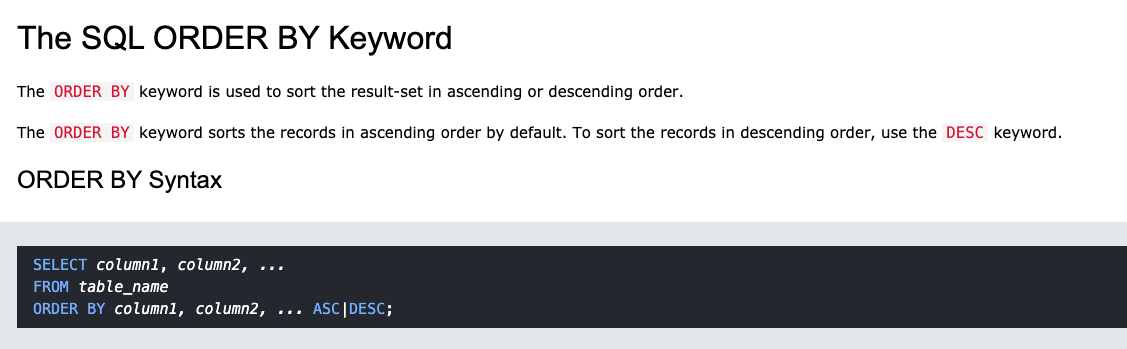 The SQL ORDER BY Keyword
The ORDER BY keyword is used to sort the result-set in ascending or descending order.
The ORDER BY keyword sorts the records in ascending order by default. To sort the records in descending order, use the DESC keyword.
ORDER BY Syntax
SELECT column1, column2, ...
FROM table_name
ORDER BY column1, column2, ... ASC|DESC;